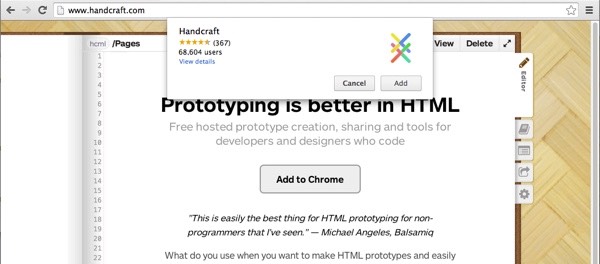 www.handcraft.com
Handcraft
(367)
68,604 users
View details
Cancel Add
hcml /Pages
View Delete
Editor
1
2
3
4
5
6
7
8
9
10
11
12
13
14
15
16
17
18
19
20
21
22
Prototyping is better in HTML
Free hosted prototype creation, sharing and tools for
developers and designers who code
Add to Chrome
"This is easily the best thing for HTML prototyping for non-
programmers that I've seen." — Michael Angeles, Balsamiq
What do you use when you want to make HTML prototypes and easily